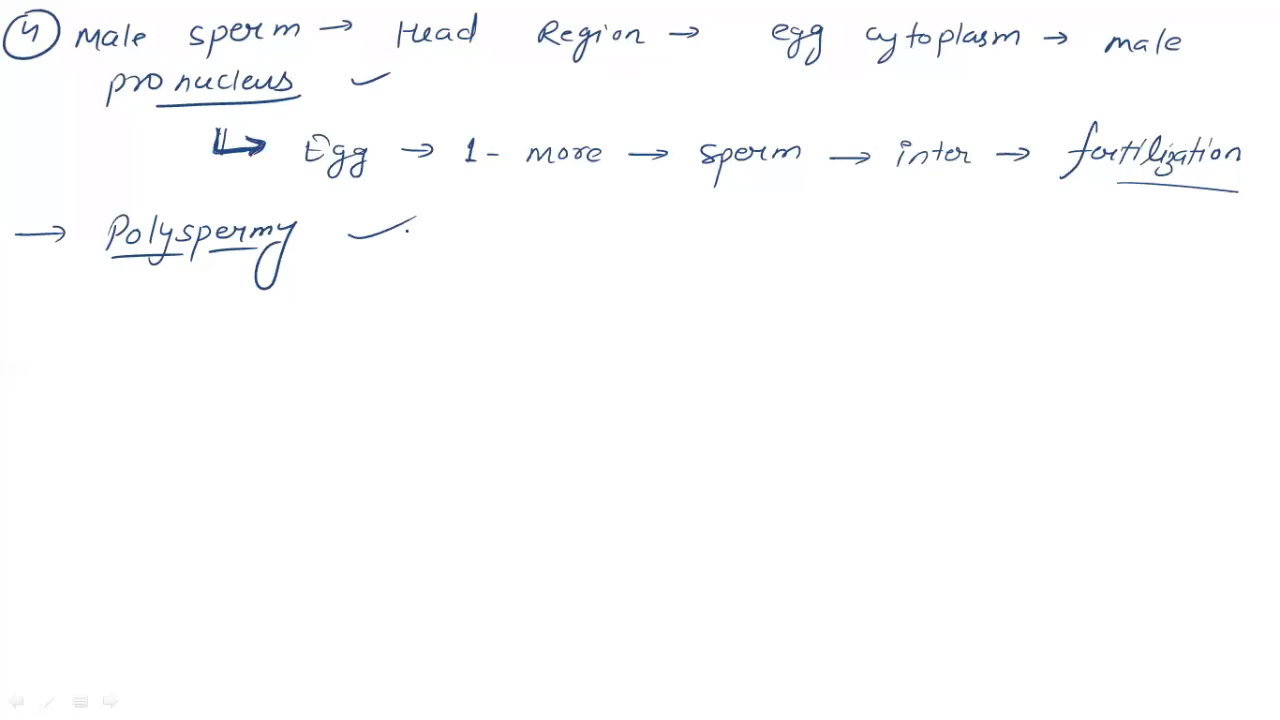 4 Male sperm → Head Region → egg cytoplasm → male
pronucleus ✓
↳ Egg → 1 - more → sperm → inter → fertilization
→ Polyspermy ✓